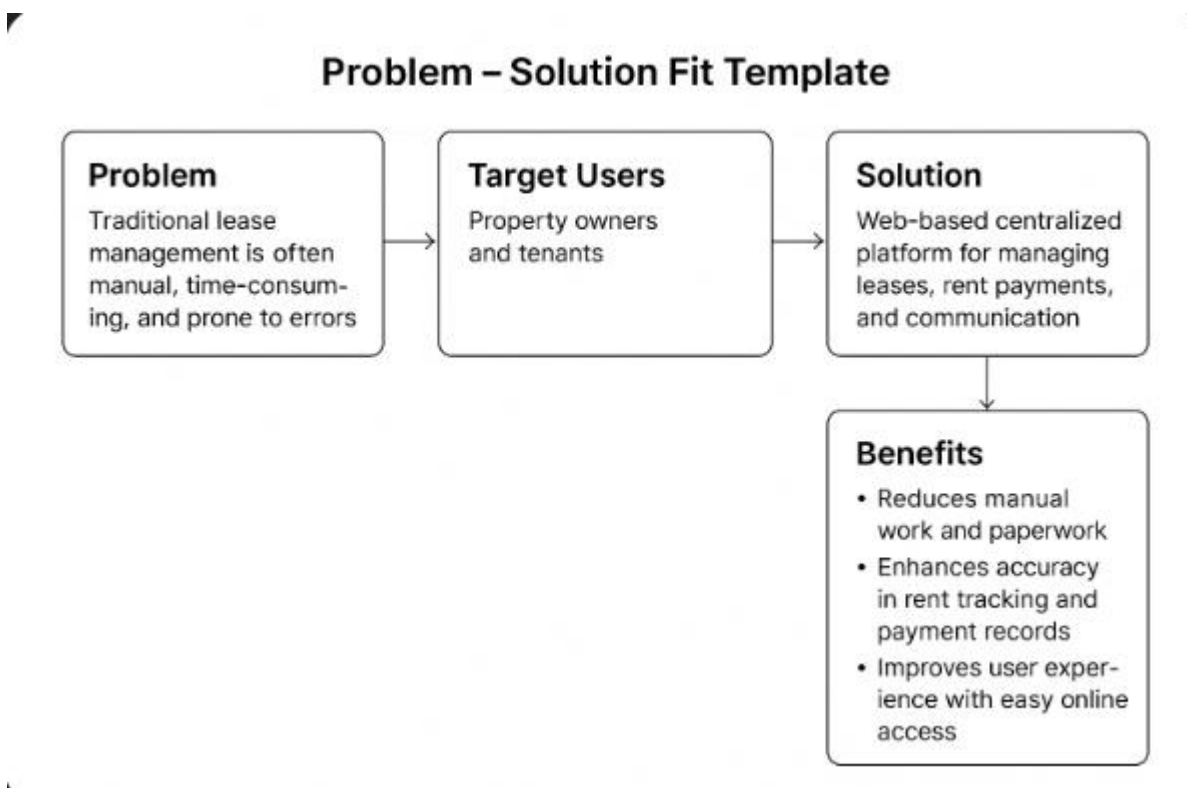 Problem – Solution Fit Template
Problem
Traditional lease
management is often
manual, time-consum-
ing, and prone to errors
Target Users
Property owners
and tenants
Solution
Web-based centralized
platform for managing
leases, rent payments,
and communication
Benefits
• Reduces manual
work and paperwork
• Enhances accuracy
in rent tracking and
payment records
• Improves user exper-
ience with easy online
access